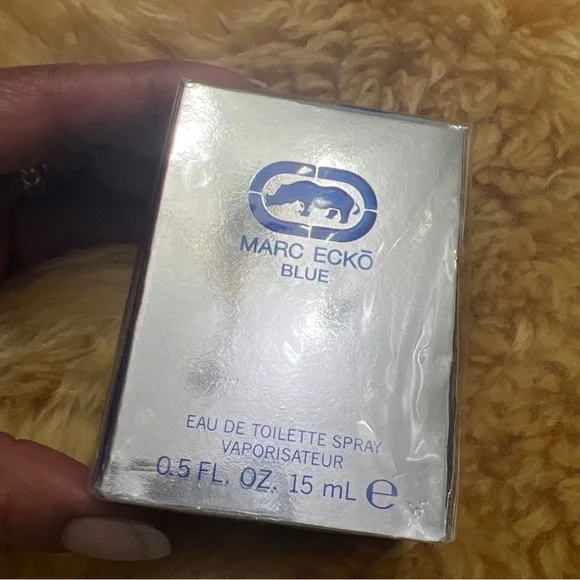 MARC ECKŌ
BLUE
EAU DE TOILETTE SPRAY
VAPORISATEUR
0.5 FL. OZ. 15 mL ℮